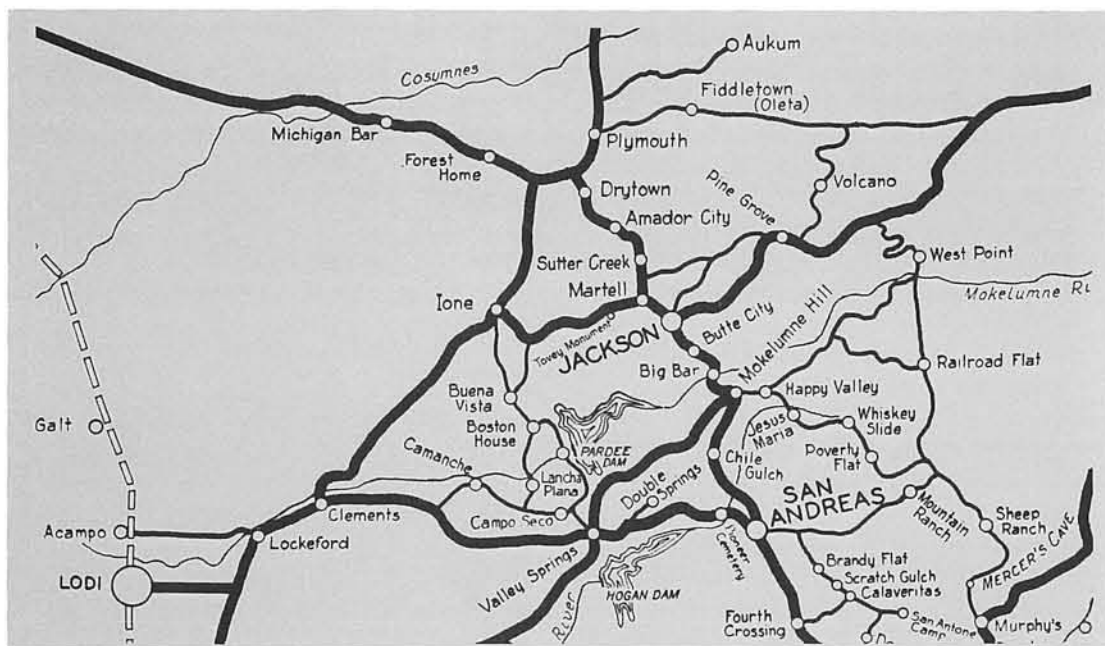 Aukum
Cosumnes
Fiddletown
(Oleta)
Michigan Bar
Plymouth
Forest
Home
Pine Grove
Volcano
Drytown
Amador City
West Point
Sutter Creek
Mokelumne
Martell
Ione
Tovey Monument
JACKSON
Butte City
Mokelumne Hill
Big Bar
Railroad Flat
Buena
Vista
Happy Valley
Galt
Boston
House
PARDEE
DAM
Jesus
Maria
Whiskey
Slide
Camanche
Lancha
Plana
Chile
Gulch
Poverty
Flat
Double
Springs
SAN
ANDREAS
Clements
Campo Seco
Mountain
Ranch
Sheep
Ranch
Acampo
Lockeford
Pioneer
Cemetery
MERCER'S CAVE
LODI
Valley Springs
HOGAN DAM
River
Brandy Flat
Scratch Gulch
Calaveritas
Fourth
Crossing
San Antone
Camp
Murphy's